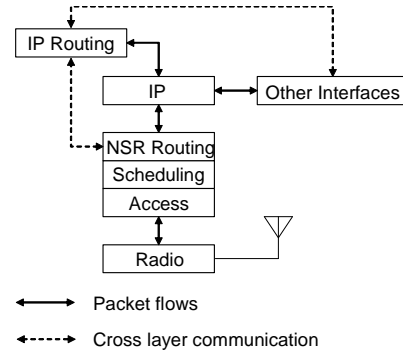 IP Routing
IP
Other Interfaces
NSR Routing
Scheduling
Access
Radio
Packet flows
Cross layer communication